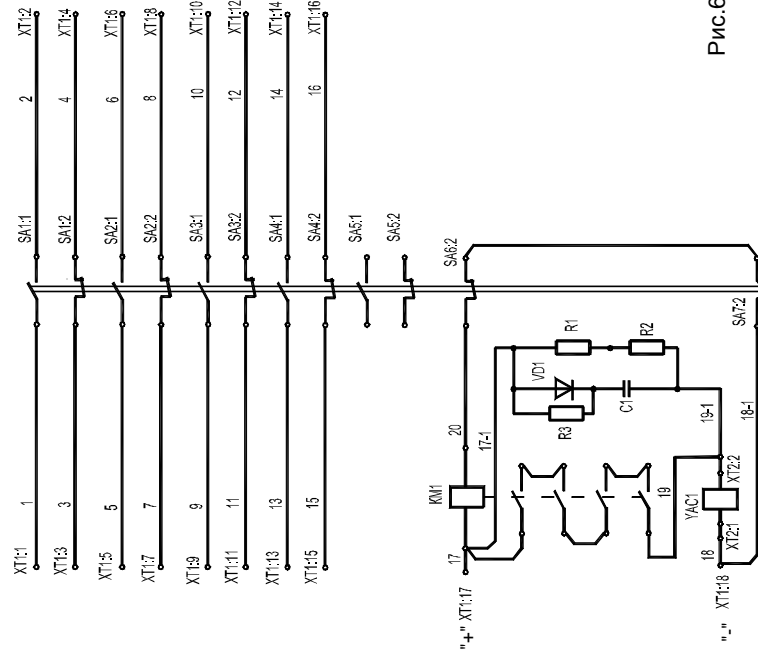 XT1:1 1 SA1:1 2 XT1:2
XT1:3 3 SA1:2 4 XT1:4
XT1:5 5 SA2:1 6 XT1:6
XT1:7 7 SA2:2 8 XT1:8
XT1:9 9 SA3:1 10 XT1:10
XT1:11 11 SA3:2 12 XT1:12
XT1:13 13 SA4:1 14 XT1:14
XT1:15 15 SA4:2 16 XT1:16
SA5:1
SA5:2
"+" XT1:17 17 KM1 20 SA6:2
17-1
R3 VD1 R1
C1 R2
19
19-1
"-" XT1:18 18 XT2:1 YAC1 XT2:2 18-1 SA7:2
Рис.6